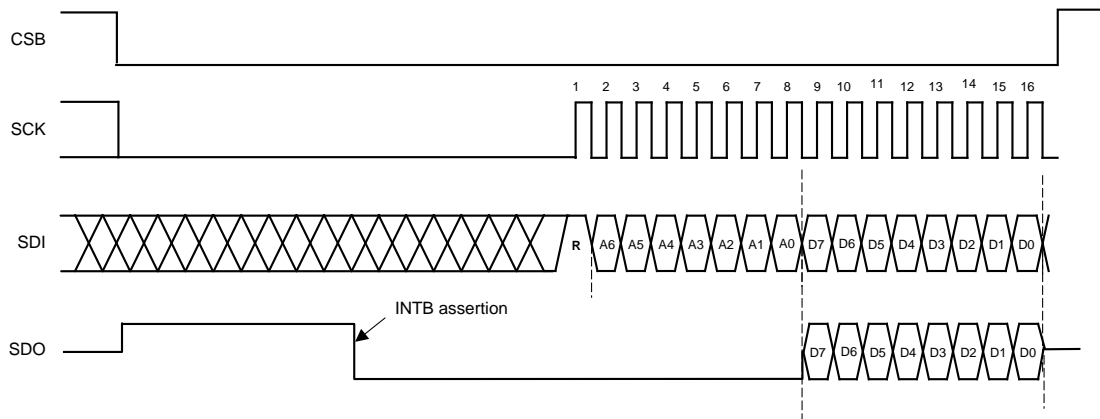 CSB
1 2 3 4 5 6 7 8 9 10 11 12 13 14 15 16
SCK
SDI R A6 A5 A4 A3 A2 A1 A0 D7 D6 D5 D4 D3 D2 D1 D0
INTB assertion
SDO D7 D6 D5 D4 D3 D2 D1 D0